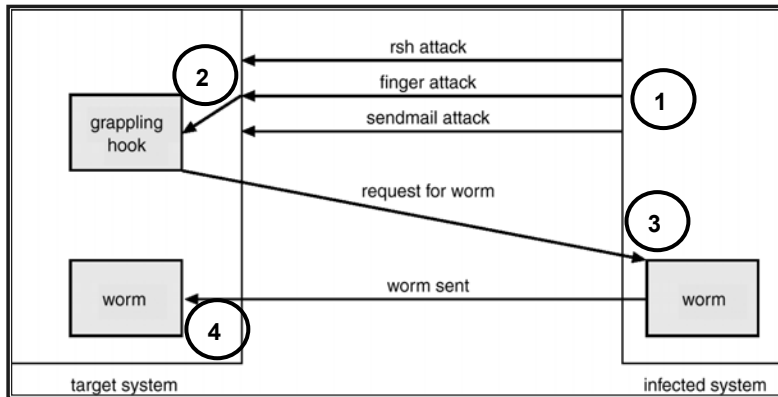 rsh attack
2
finger attack
1
grappling
hook
sendmail attack
request for worm
3
worm
worm sent
worm
4
target system
infected system